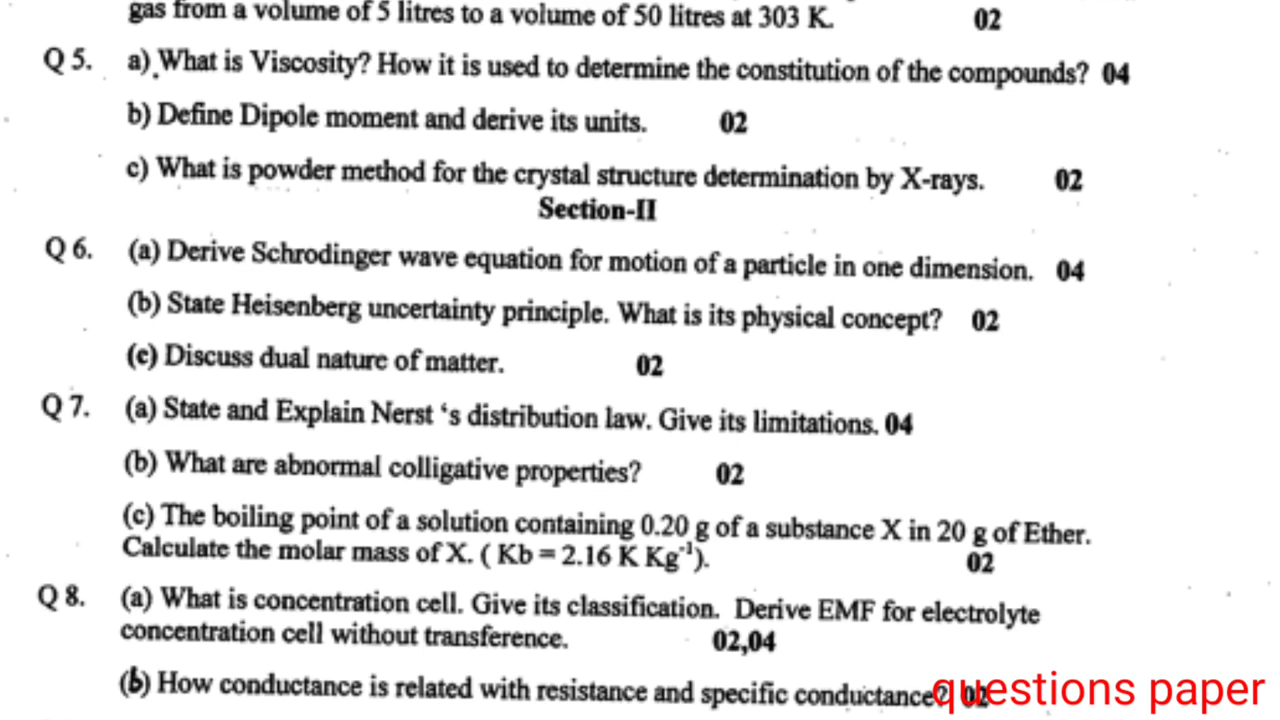 gas from a volume of 5 litres to a volume of 50 litres at 303 K. 02
Q 5. a) What is Viscosity? How it is used to determine the constitution of the compounds? 04
b) Define Dipole moment and derive its units. 02
c) What is powder method for the crystal structure determination by X-rays. 02
Section-II
Q 6. (a) Derive Schrodinger wave equation for motion of a particle in one dimension. 04
(b) State Heisenberg uncertainty principle. What is its physical concept? 02
(c) Discuss dual nature of matter. 02
Q 7. (a) State and Explain Nerst ‘s distribution law. Give its limitations. 04
(b) What are abnormal colligative properties? 02
(c) The boiling point of a solution containing 0.20 g of a substance X in 20 g of Ether.
Calculate the molar mass of X. ( Kb = 2.16 K Kg⁻¹). 02
Q 8. (a) What is concentration cell. Give its classification. Derive EMF for electrolyte
concentration cell without transference. 02,04
(b) How conductance is related with resistance and specific conductance? 02
questions paper